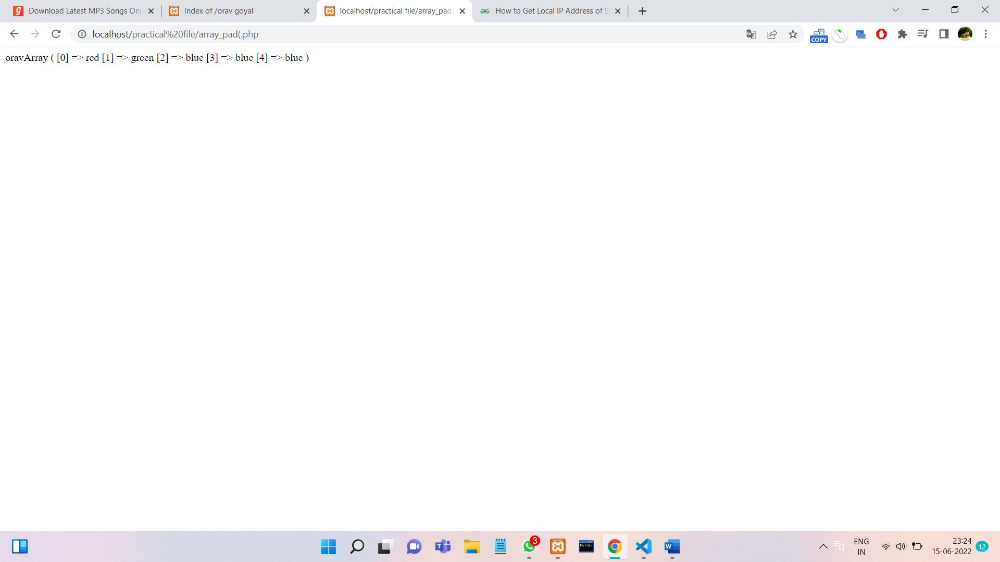 Download Latest MP3 Songs Onl
Index of /orav goyal
localhost/practical file/array_pad(
How to Get Local IP Address of S
localhost/practical%20file/array_pad(.php
COPY
oravArray ( [0] => red [1] => green [2] => blue [3] => blue [4] => blue )
3
MySQL
W
ENG
IN
23:24
15-06-2022
12